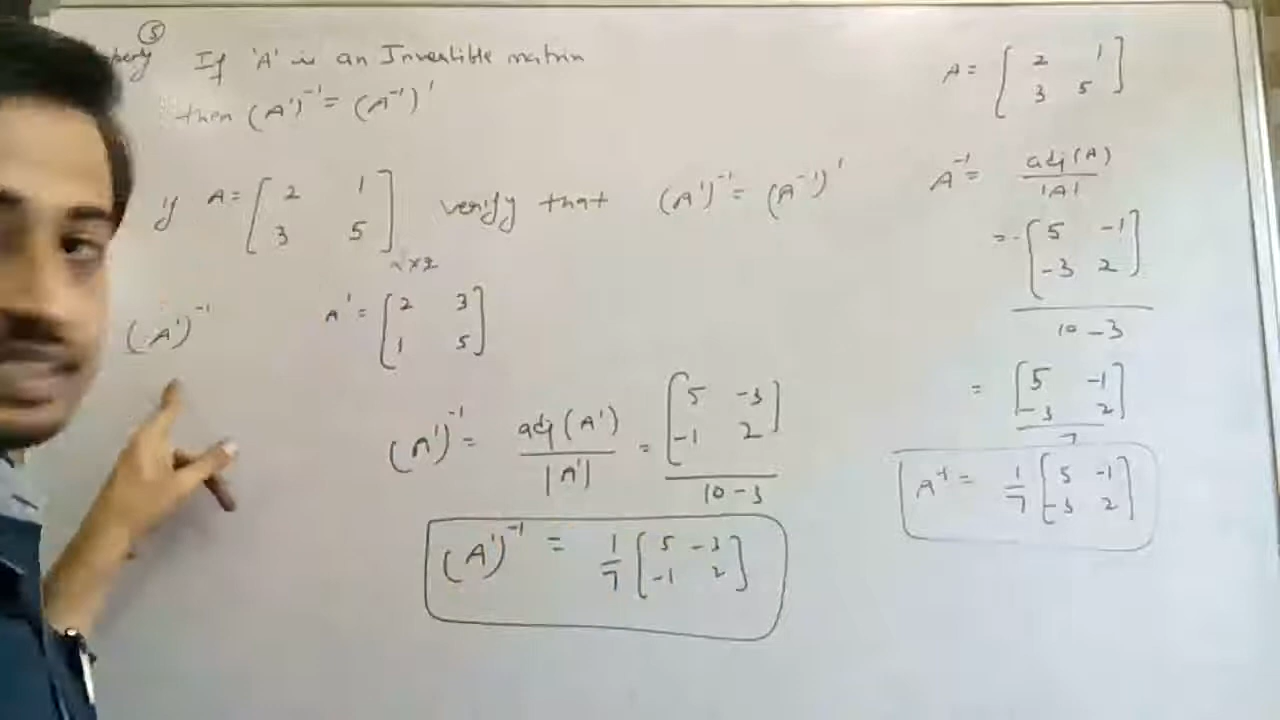 ⑤
If 'A' is an Invertible matrix
then (A')⁻¹ = (A⁻¹)'
if A = [2 1
3 5]
verify that (A')⁻¹ = (A⁻¹)'
(A')⁻¹
A' = [2 3
1 5]
(A')⁻¹ = adj(A') / |A'| = [5 -3
-1 2] / 10-3
(A')⁻¹ = 1/7 [5 -3
-1 2]
A = [2 1
3 5]
A⁻¹ = adj(A) / |A|
= [5 -1
-3 2]
10-3
= [5 -1
-3 2]
7
A⁻¹ = 1/7 [5 -1
-3 2]